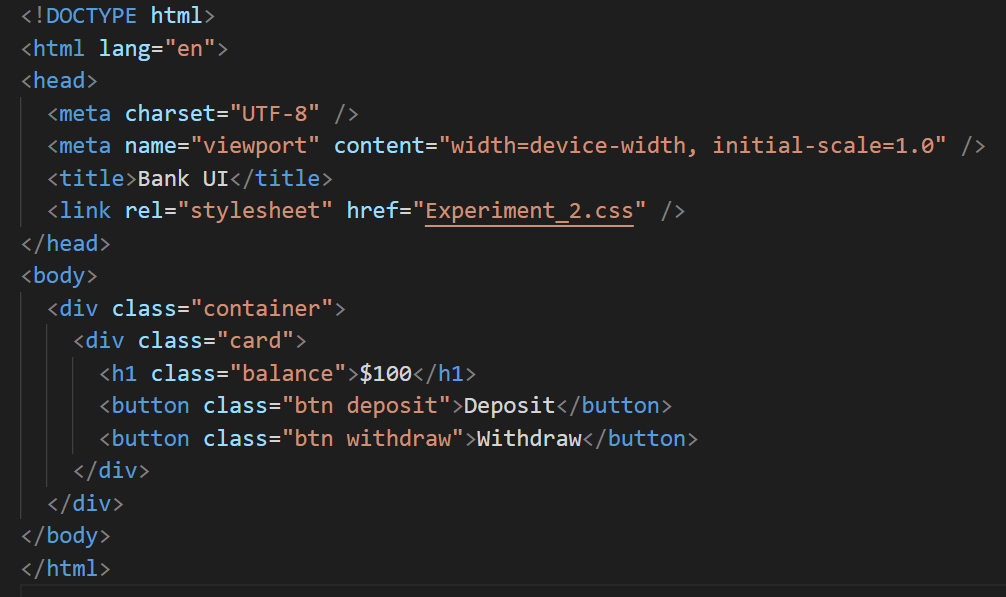 <!DOCTYPE html>
<html lang="en">
<head>
  <meta charset="UTF-8" />
  <meta name="viewport" content="width=device-width, initial-scale=1.0" />
  <title>Bank UI</title>
  <link rel="stylesheet" href="Experiment_2.css" />
</head>
<body>
  <div class="container">
    <div class="card">
      <h1 class="balance">$100</h1>
      <button class="btn deposit">Deposit</button>
      <button class="btn withdraw">Withdraw</button>
    </div>
  </div>
</body>
</html>